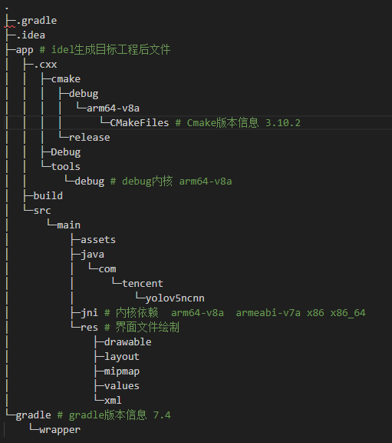 .
├─.gradle
├─.idea
├─app # idel生成目标工程后文件
│  ├─.cxx
│  │  ├─cmake
│  │  │  ├─debug
│  │  │  │  └─arm64-v8a
│  │  │  │      └─CMakeFiles # Cmake版本信息 3.10.2
│  │  │  └─release
│  │  ├─Debug
│  │  └─tools
│  │      └─debug # debug内核 arm64-v8a
│  ├─build
│  └─src
│      └─main
│          ├─assets
│          ├─java
│          │  └─com
│          │      └─tencent
│          │          └─yolov5ncnn
│          ├─jni # 内核依赖  arm64-v8a  armeabi-v7a x86 x86_64
│          └─res # 界面文件绘制
│              ├─drawable
│              ├─layout
│              ├─mipmap
│              ├─values
│              └─xml
└─gradle # gradle版本信息 7.4
    └─wrapper